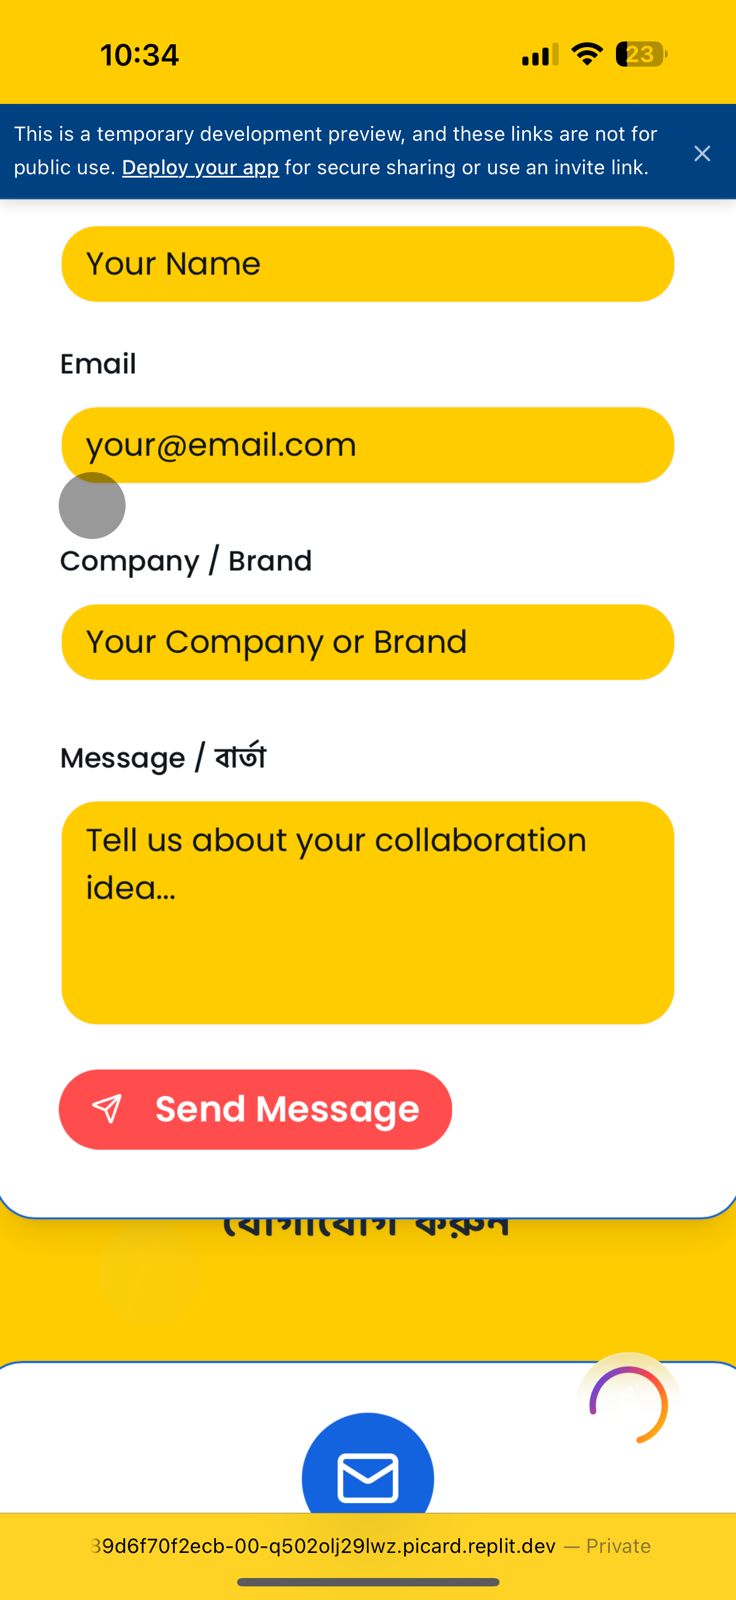 10:34
23
This is a temporary development preview, and these links are not for
public use. Deploy your app for secure sharing or use an invite link.
Your Name
Email
your@email.com
Company / Brand
Your Company or Brand
Message / বার্তা
Tell us about your collaboration
idea...
Send Message
যোগাযোগ করুন
39d6f70f2ecb-00-q502olj29lwz.picard.replit.dev — Private